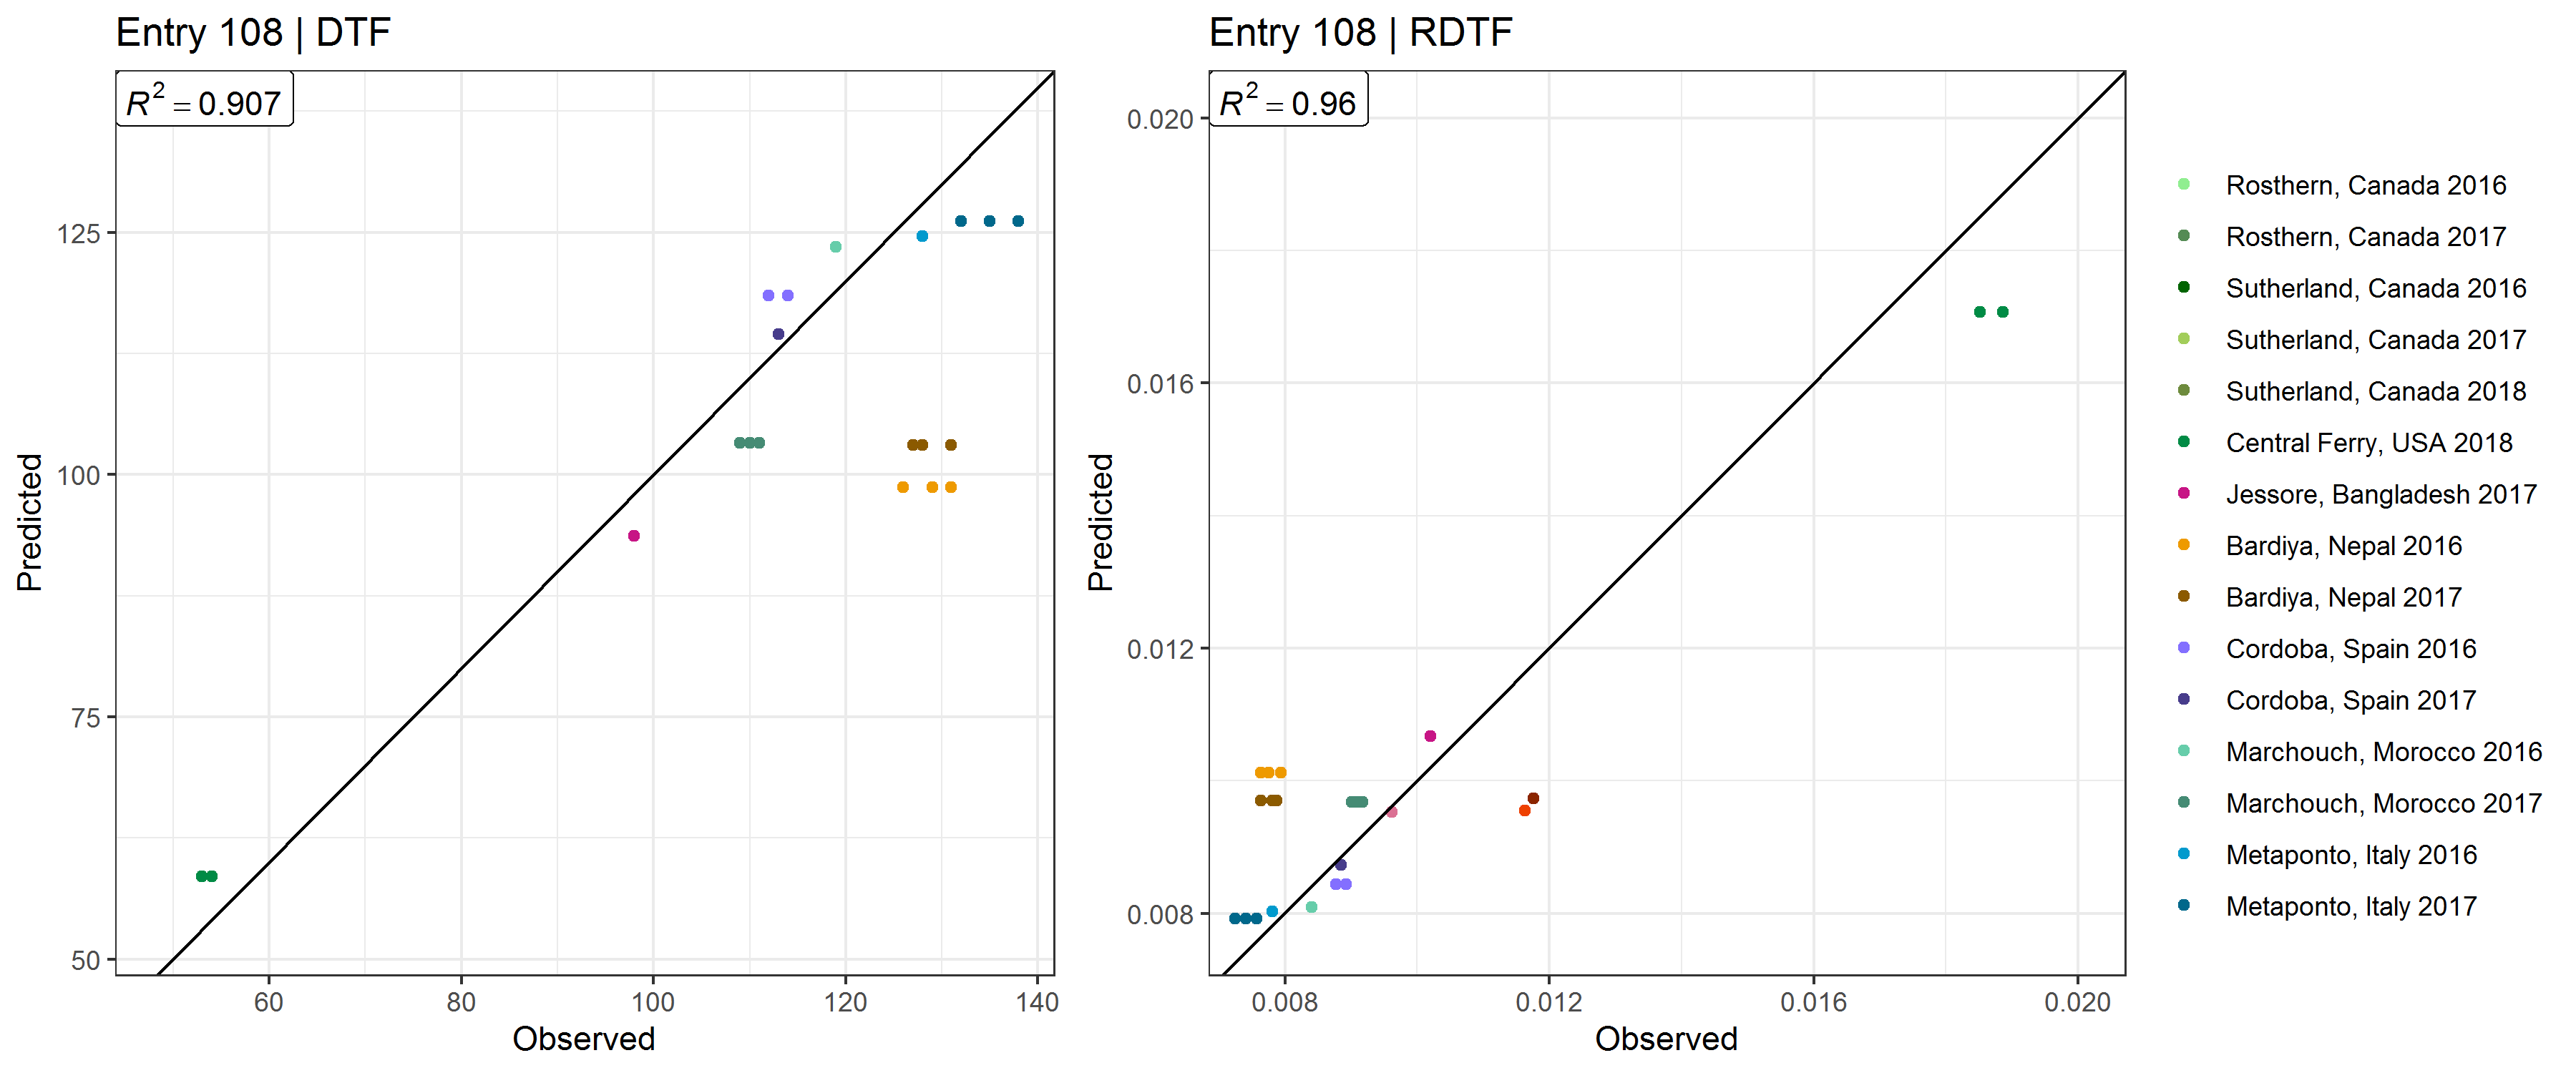 Entry 108 | DTF
R² = 0.907
125
100
75
50
Predicted
60 80 100 120 140
Observed
Entry 108 | RDTF
R² = 0.96
0.020
0.016
0.012
0.008
Predicted
0.008 0.012 0.016 0.020
Observed
Rosthern, Canada 2016
Rosthern, Canada 2017
Sutherland, Canada 2016
Sutherland, Canada 2017
Sutherland, Canada 2018
Central Ferry, USA 2018
Jessore, Bangladesh 2017
Bardiya, Nepal 2016
Bardiya, Nepal 2017
Cordoba, Spain 2016
Cordoba, Spain 2017
Marchouch, Morocco 2016
Marchouch, Morocco 2017
Metaponto, Italy 2016
Metaponto, Italy 2017